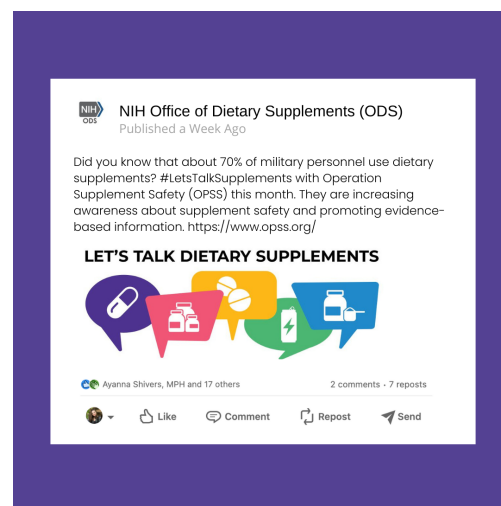 NIH
ODS
NIH Office of Dietary Supplements (ODS)
Published a Week Ago
Did you know that about 70% of military personnel use dietary
supplements? #LetsTalkSupplements with Operation
Supplement Safety (OPSS) this month. They are increasing
awareness about supplement safety and promoting evidence-
based information. https://www.opss.org/
LET'S TALK DIETARY SUPPLEMENTS
Ayanna Shivers, MPH and 17 others 2 comments · 7 reposts
Like Comment Repost Send